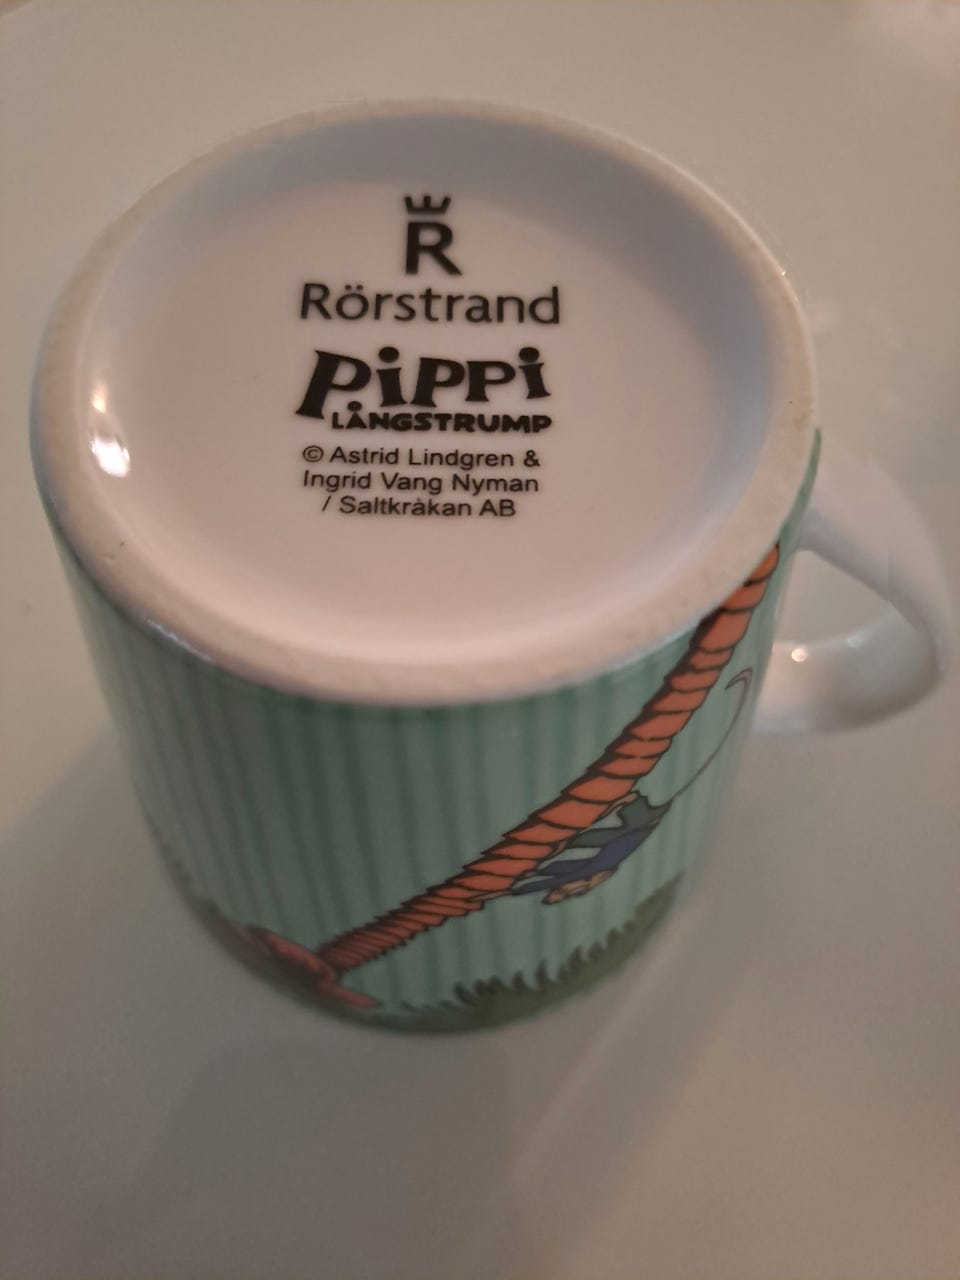 R
Rörstrand
PiPPi
LÅNGSTRUMP
© Astrid Lindgren &
Ingrid Vang Nyman
/ Saltkråkan AB